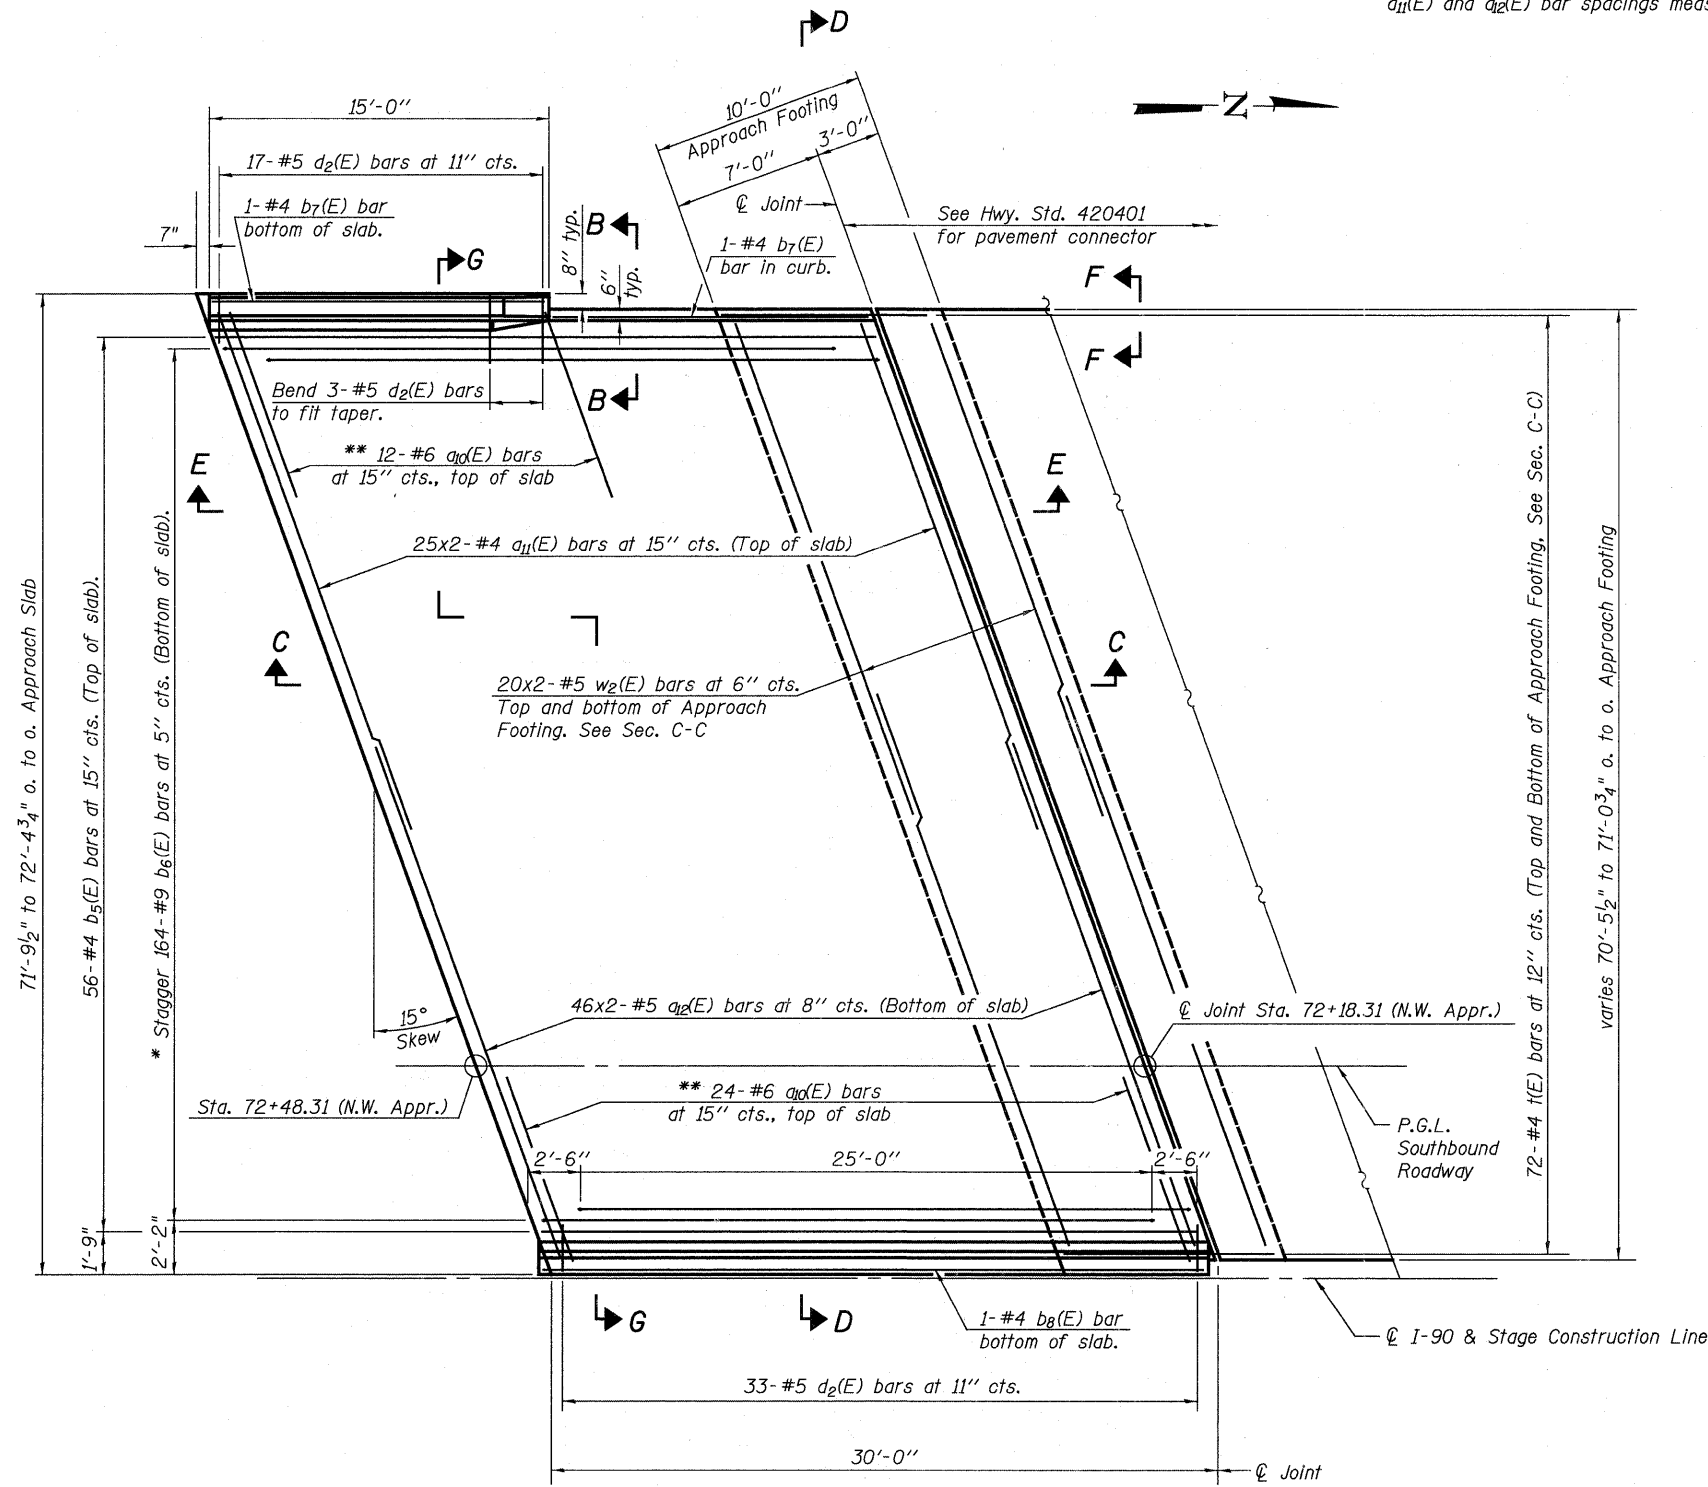 a11(E) and a12(E) bar spacings meas
D
15'-0"
10'-0"
Approach Footing
3'-0"
7'-0"
N
17-#5 d2(E) bars at 11" cts.
1-#4 b7(E) bar
bottom of slab.
7"
G
B
8" typ.
6" typ.
℄ Joint
See Hwy. Std. 420401
for pavement connector
1-#4 b7(E)
bar in curb.
F
F
B
Bend 3-#5 d2(E) bars
to fit taper.
** 12-#6 a10(E) bars
at 15" cts., top of slab
E
E
25x2-#4 a11(E) bars at 15" cts. (Top of slab)
C
C
20x2-#5 w2(E) bars at 6" cts.
Top and bottom of Approach
Footing. See Sec. C-C
71'-9½" to 72'-4¾" o. to o. Approach Slab
56-#4 b5(E) bars at 15" cts. (Top of slab).
* Stagger 164-#9 b6(E) bars at 5" cts. (Bottom of slab).
72-#4 t(E) bars at 12" cts. (Top and Bottom of Approach Footing, See Sec. C-C)
varies 70'-5½" to 71'-0¾" o. to o. Approach Footing
46x2-#5 a12(E) bars at 8" cts. (Bottom of slab)
15°
Skew
℄ Joint Sta. 72+18.31 (N.W. Appr.)
Sta. 72+48.31 (N.W. Appr.)
** 24-#6 a10(E) bars
at 15" cts., top of slab
P.G.L.
Southbound
Roadway
2'-6"
25'-0"
2'-6"
1'-9"
2'-2"
G
D
1-#4 b8(E) bar
bottom of slab.
℄ I-90 & Stage Construction Line
33-#5 d2(E) bars at 11" cts.
30'-0"
℄ Joint